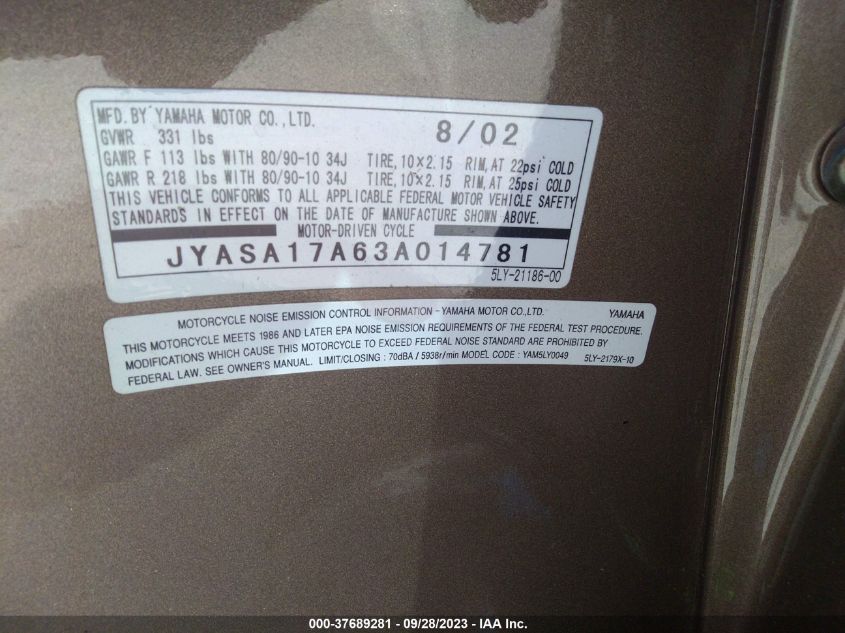 MFD. BY YAMAHA MOTOR CO., LTD. 8/02
GVWR 331 lbs
GAWR F 113 lbs WITH 80/90-10 34J TIRE, 10×2.15 RIM, AT 22psi COLD
GAWR R 218 lbs WITH 80/90-10 34J TIRE, 10×2.15 RIM, AT 25psi COLD
THIS VEHICLE CONFORMS TO ALL APPLICABLE FEDERAL MOTOR VEHICLE SAFETY
STANDARDS IN EFFECT ON THE DATE OF MANUFACTURE SHOWN ABOVE.
MOTOR-DRIVEN CYCLE
JYASA17A63A014781
5LY-21186-00
MOTORCYCLE NOISE EMISSION CONTROL INFORMATION - YAMAHA MOTOR CO.,LTD. YAMAHA
THIS MOTORCYCLE MEETS 1986 AND LATER EPA NOISE EMISSION REQUIREMENTS OF THE FEDERAL TEST PROCEDURE.
MODIFICATIONS WHICH CAUSE THIS MOTORCYCLE TO EXCEED FEDERAL NOISE STANDARD ARE PROHIBITED BY
FEDERAL LAW. SEE OWNER'S MANUAL. LIMIT/CLOSING : 70dBA / 5938r/min MODEL CODE : YAM5LY0049 5LY-2179X-10
000-37689281 - 09/28/2023 - IAA Inc.